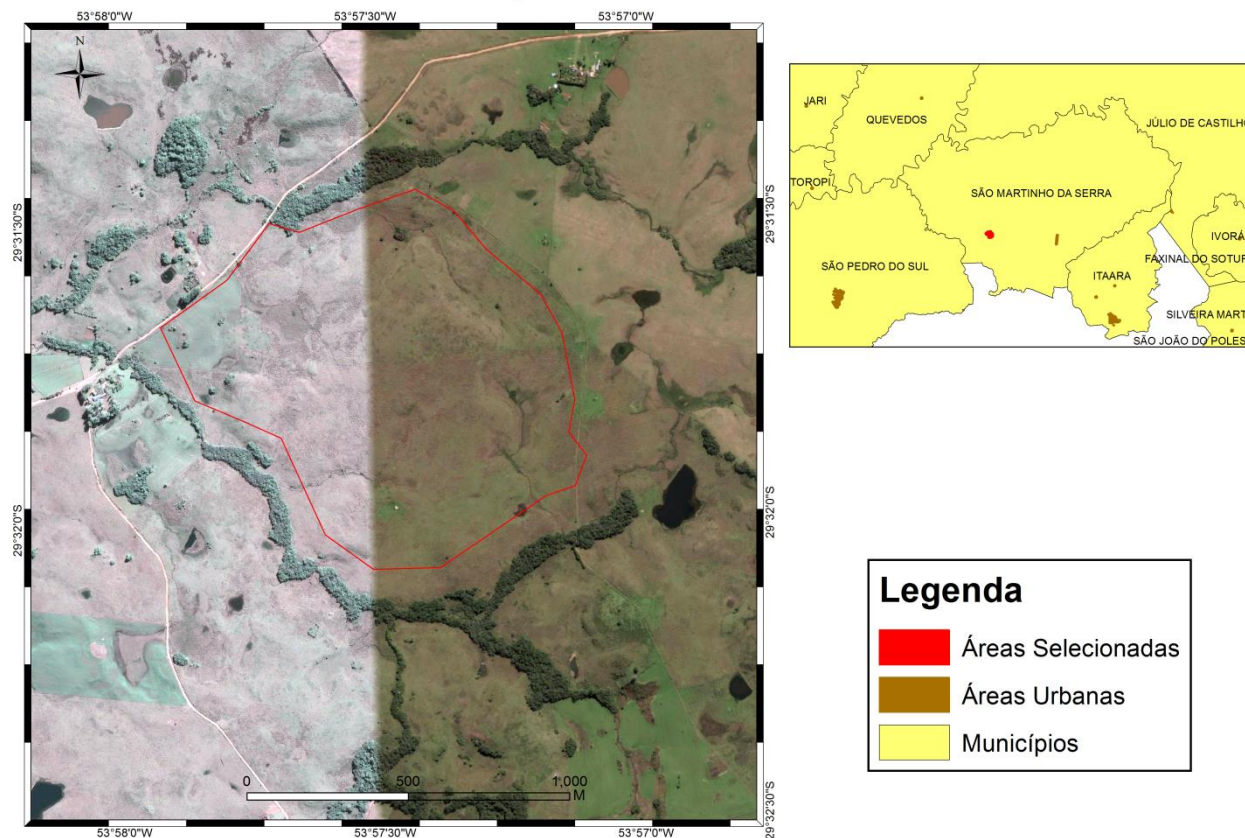 53°58'0"W
53°57'30"W
53°57'0"W
N
29°31'30"S
29°31'30"S
29°32'0"S
29°32'0"S
29°32'30"S
0
500
1,000
M
53°58'0"W
53°57'30"W
53°57'0"W
JARI
QUEVEDOS
JÚLIO DE CASTILHO
TOROPI
SÃO MARTINHO DA SERRA
IVORÁ
SÃO PEDRO DO SUL
FAXINAL DO SOTUR
ITAARA
SILVEIRA MART
SÃO JOÃO DO POLES
Legenda
Áreas Selecionadas
Áreas Urbanas
Municípios